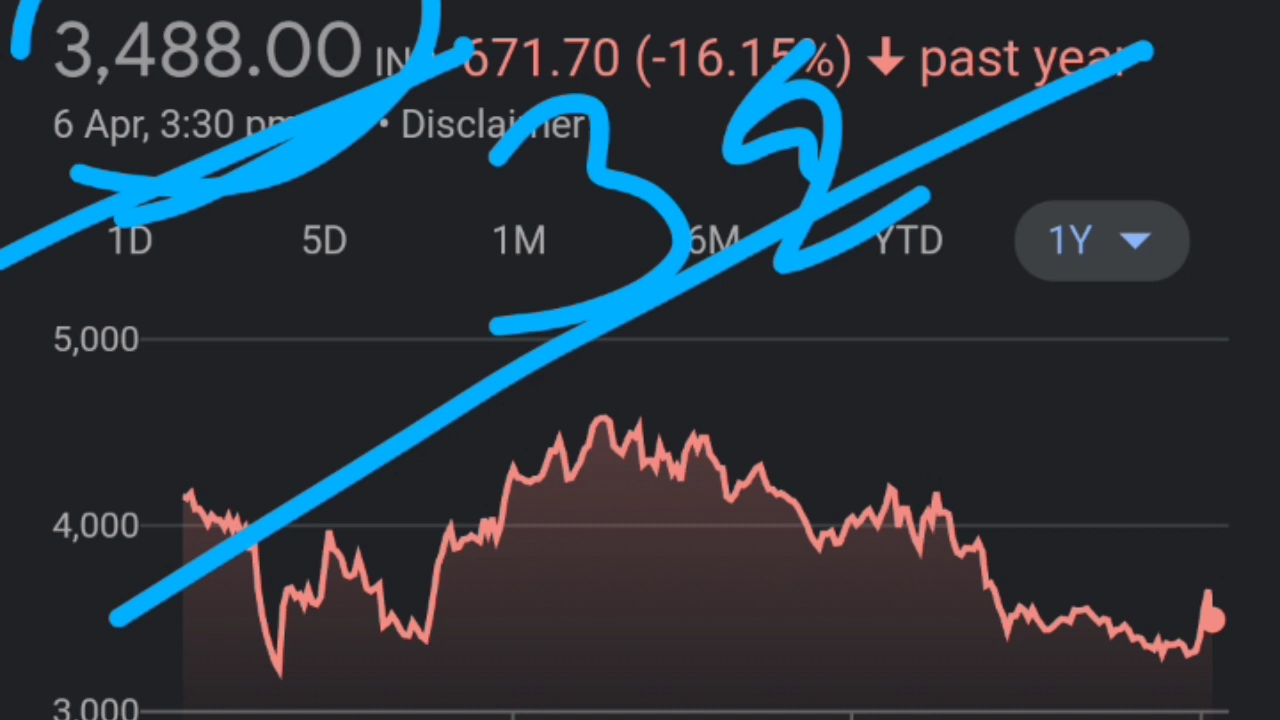 3,488.00 IN 671.70 (-16.15%) ↓ past year
6 Apr, 3:30 pm • Disclaimer
1D 5D 1M 6M YTD 1Y
5,000
4,000
3,000